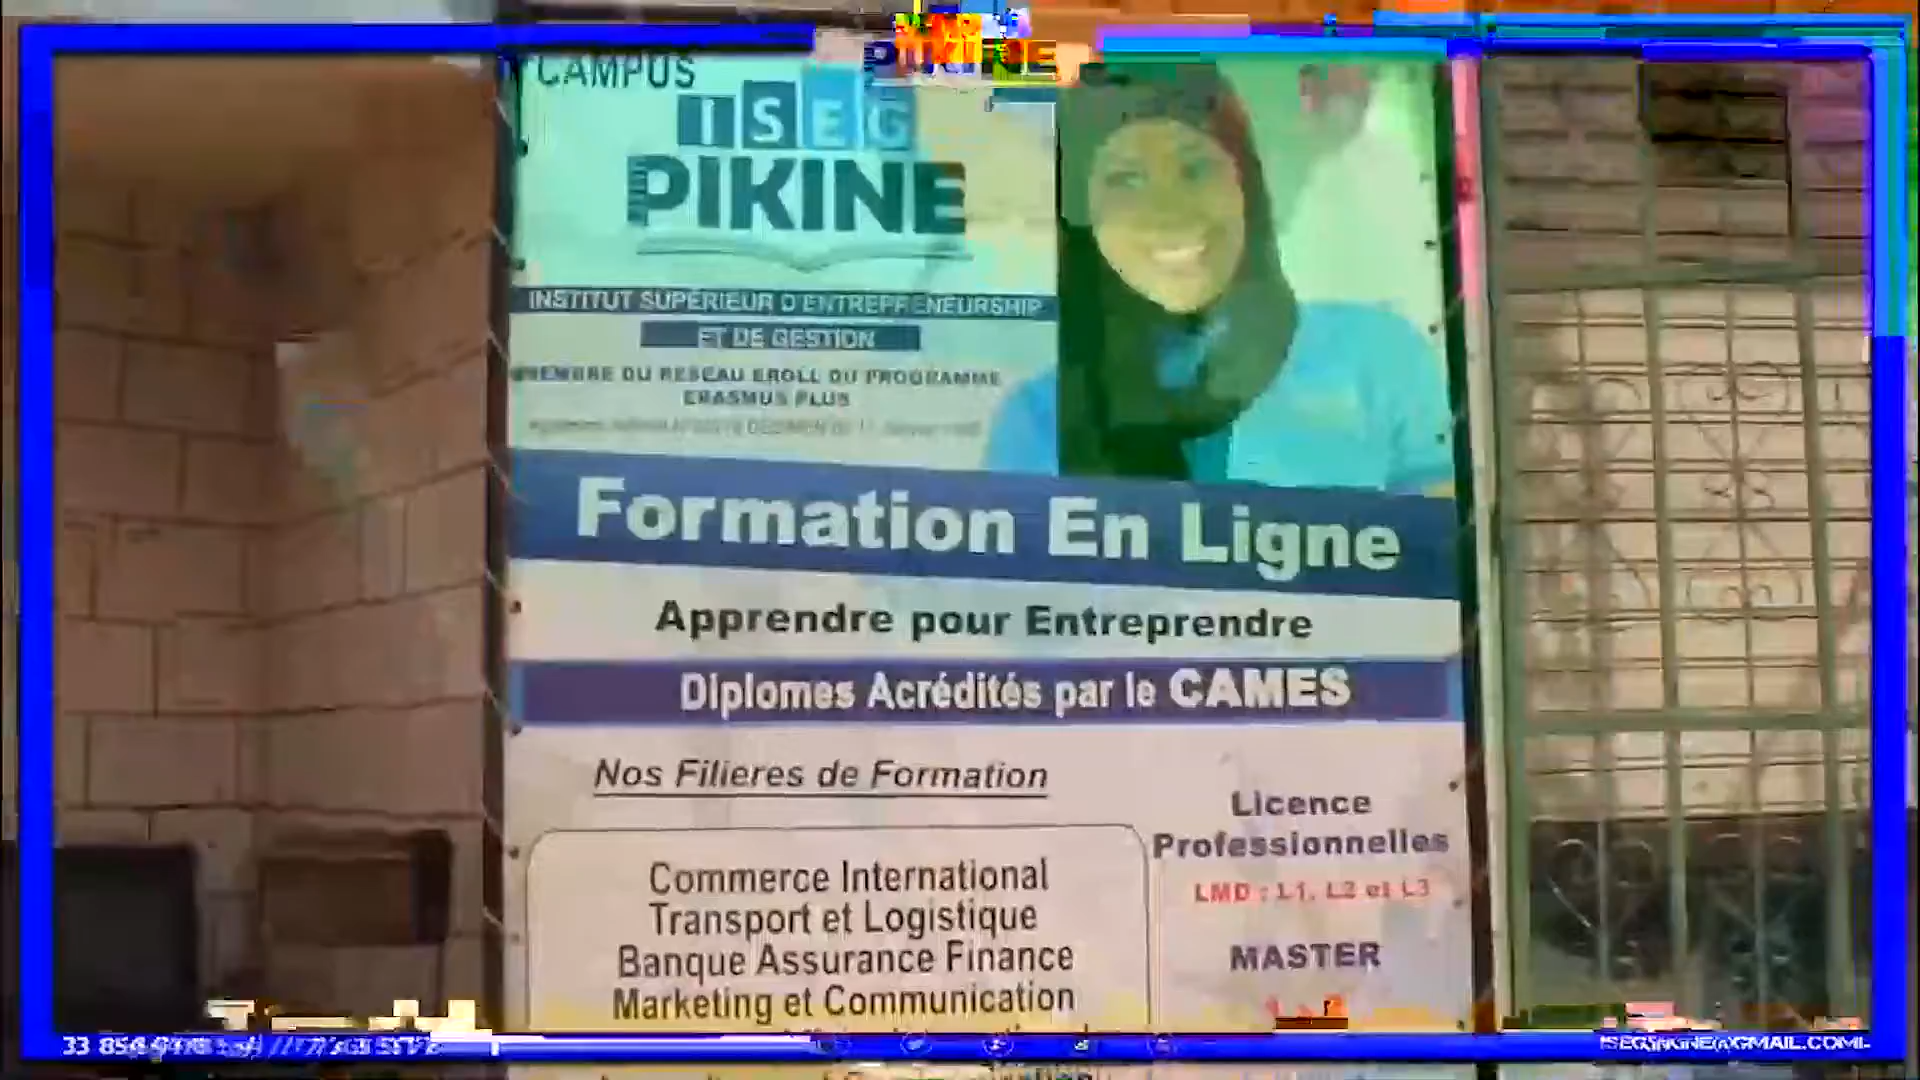 CAMPUS
ISEG
PIKINE
INSTITUT SUPÉRIEUR D'ENTREPRENEURSHIP
ET DE GESTION
MEMBRE DU RESEAU EROLL DU PROGRAMME
ERASMUS PLUS
Formation En Ligne
Apprendre pour Entreprendre
Diplomes Acrédités par le CAMES
Nos Filieres de Formation
Commerce International
Transport et Logistique
Banque Assurance Finance
Marketing et Communication
Licence
Professionnelles
LMD : L1, L2 et L3
MASTER